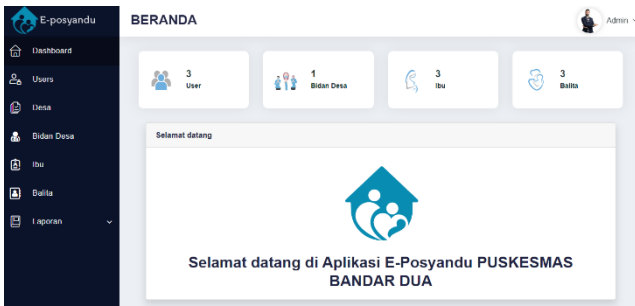 E-posyandu
BERANDA
Admin
Dashboard
Users
Desa
Bidan Desa
Ibu
Balita
Laporan
3
User
1
Bidan Desa
3
Ibu
3
Balita
Selamat datang
Selamat datang di Aplikasi E-Posyandu PUSKESMAS
BANDAR DUA